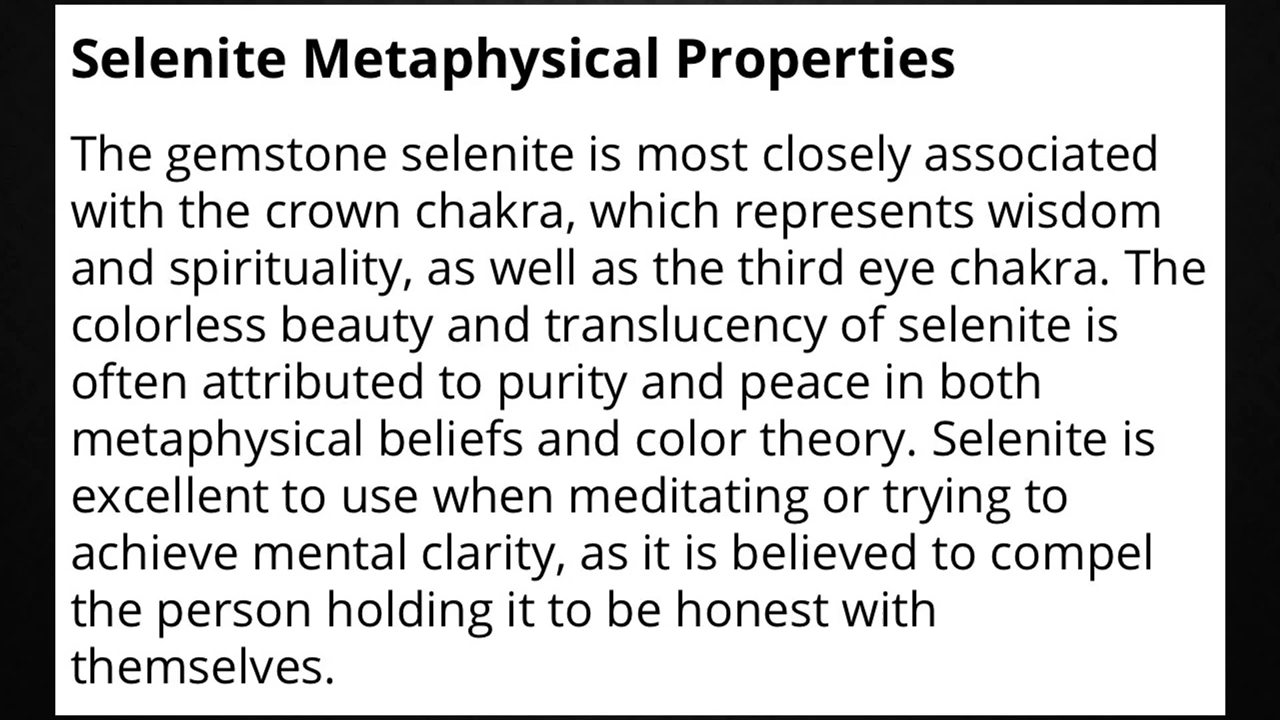 Selenite Metaphysical Properties
The gemstone selenite is most closely associated
with the crown chakra, which represents wisdom
and spirituality, as well as the third eye chakra. The
colorless beauty and translucency of selenite is
often attributed to purity and peace in both
metaphysical beliefs and color theory. Selenite is
excellent to use when meditating or trying to
achieve mental clarity, as it is believed to compel
the person holding it to be honest with
themselves.